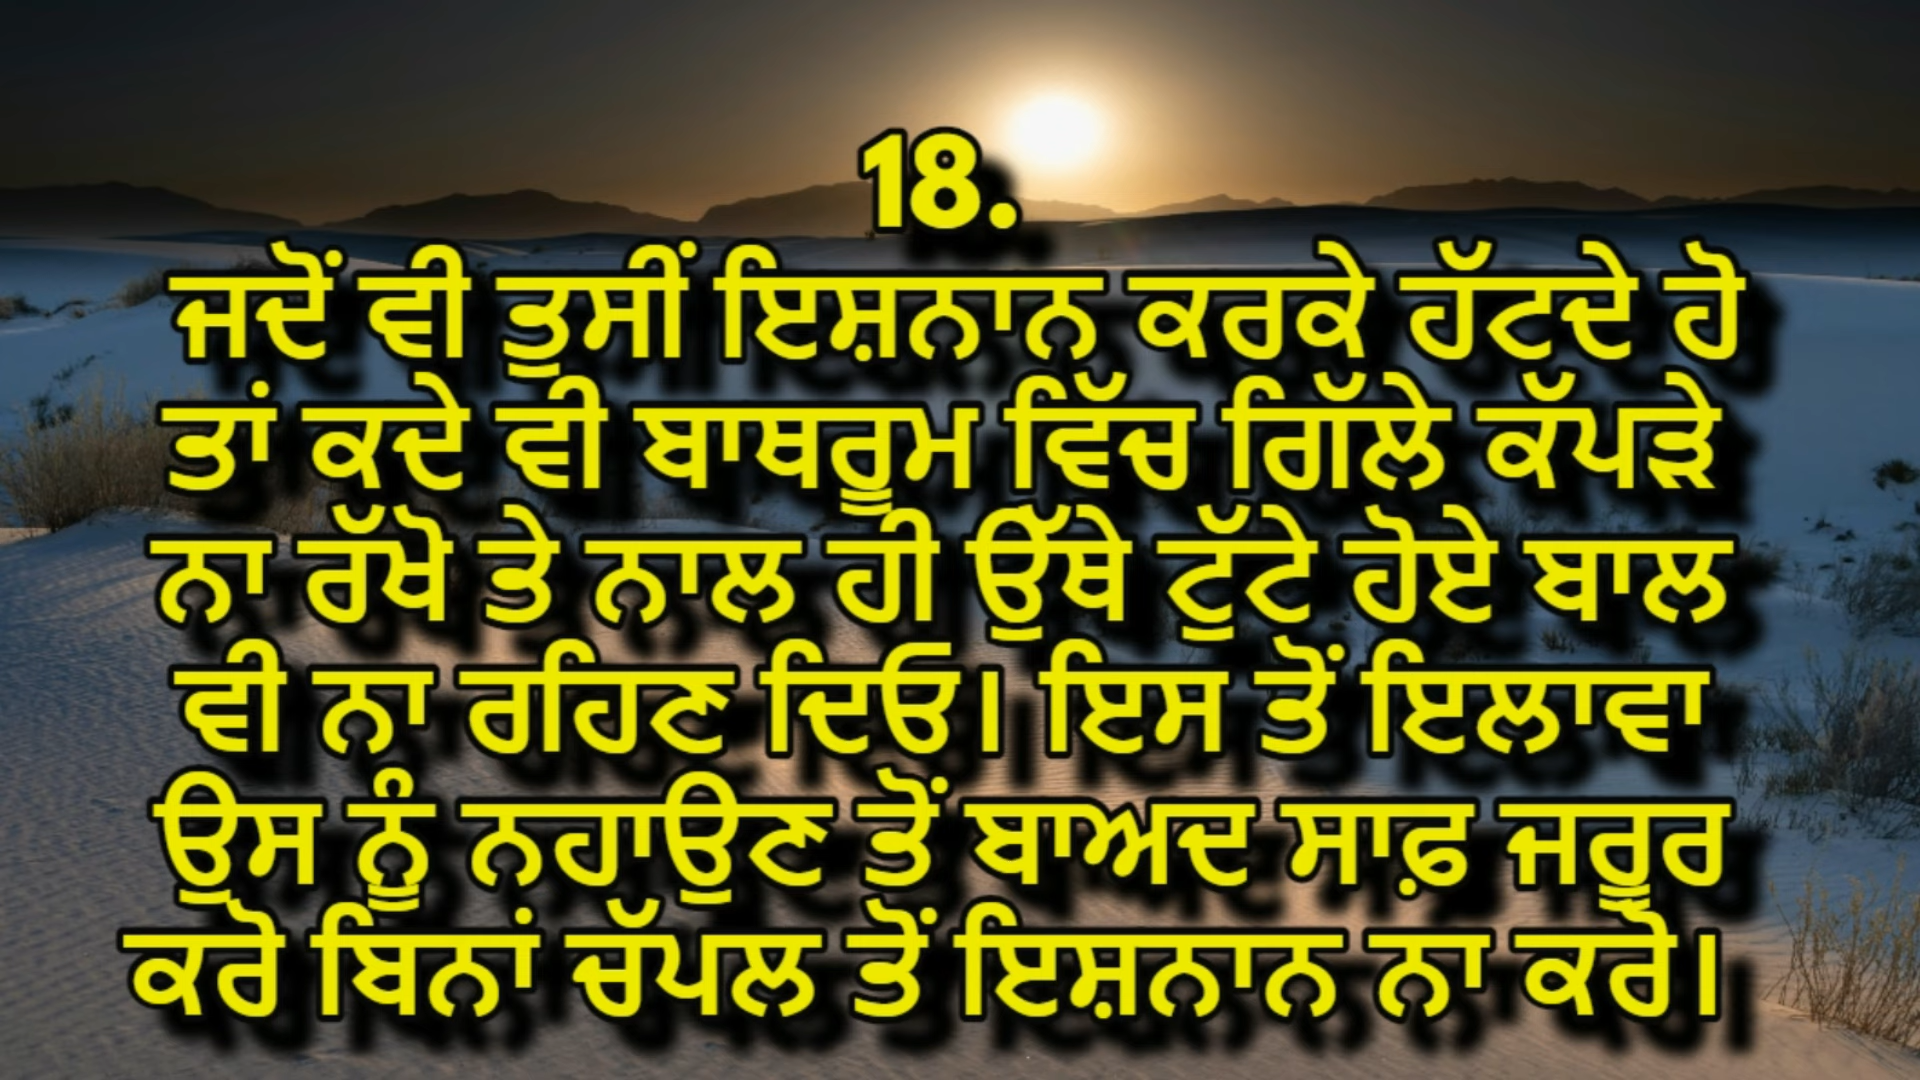 18.
ਜਦੋਂ ਵੀ ਤੁਸੀਂ ਇਸ਼ਨਾਨ ਕਰਕੇ ਹੱਟਦੇ ਹੋ
ਤਾਂ ਕਦੇ ਵੀ ਬਾਥਰੂਮ ਵਿੱਚ ਗਿੱਲੇ ਕੱਪੜੇ
ਨਾ ਰੱਖੋ ਤੇ ਨਾਲ ਹੀ ਉੱਥੇ ਟੁੱਟੇ ਹੋਏ ਬਾਲ
ਵੀ ਨਾ ਰਹਿਣ ਦਿਓ। ਇਸ ਤੋਂ ਇਲਾਵਾ
ਉਸ ਨੂੰ ਨਹਾਉਣ ਤੋਂ ਬਾਅਦ ਸਾਫ਼ ਜਰੂਰ
ਕਰੋ ਬਿਨਾਂ ਚੱਪਲ ਤੋਂ ਇਸ਼ਨਾਨ ਨਾ ਕਰੋ।